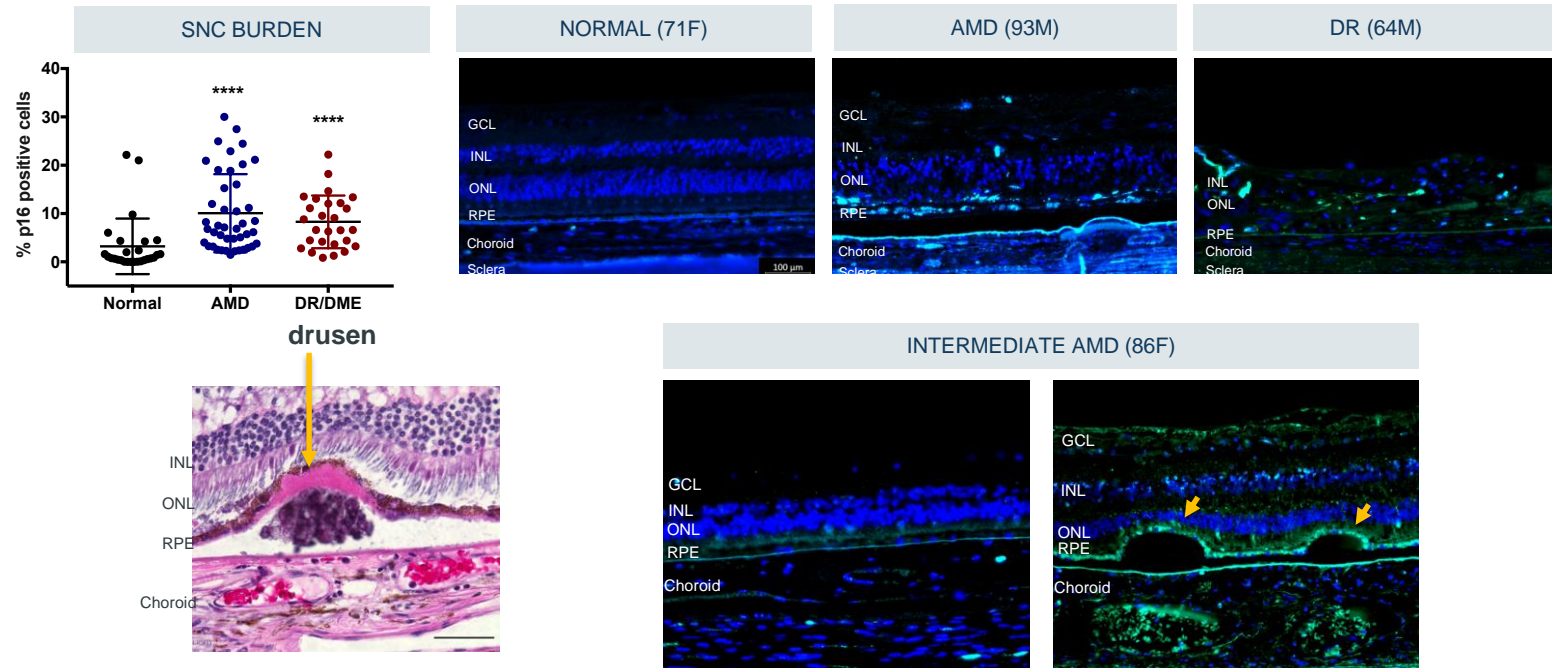 SNC BURDEN
NORMAL (71F)
AMD (93M)
DR (64M)
% p16 positive cells
40
30
20
10
0
****
****
Normal
AMD
DR/DME
GCL
INL
ONL
RPE
Choroid
Sclera
100 µm
GCL
INL
ONL
RPE
Choroid
Sclera
INL
ONL
RPE
Choroid
Sclera
drusen
INL
ONL
RPE
Choroid
INTERMEDIATE AMD (86F)
GCL
INL
ONL
RPE
Choroid
GCL
INL
ONL
RPE
Choroid